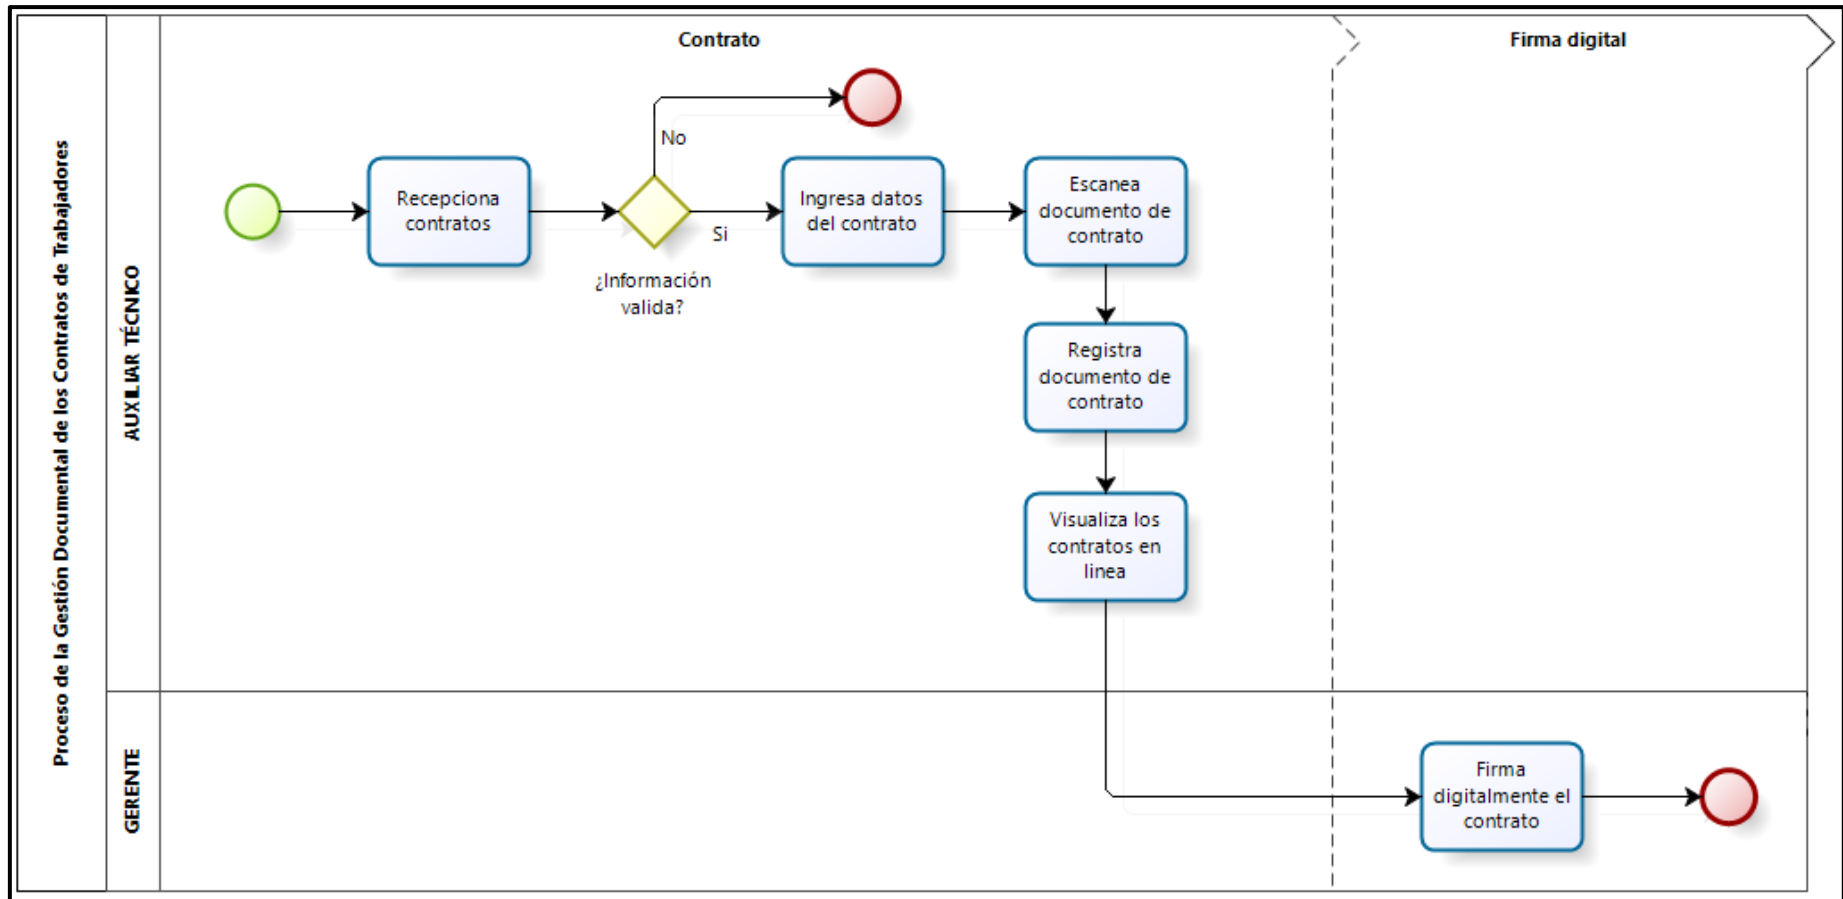 Proceso de la Gestión Documental de los Contratos de Trabajadores
AUXILIAR TÉCNICO
GERENTE
Contrato
Firma digital
Recepciona
contratos
¿Información
valida?
No
Si
Ingresa datos
del contrato
Escanea
documento de
contrato
Registra
documento de
contrato
Visualiza los
contratos en
linea
Firma
digitalmente el
contrato